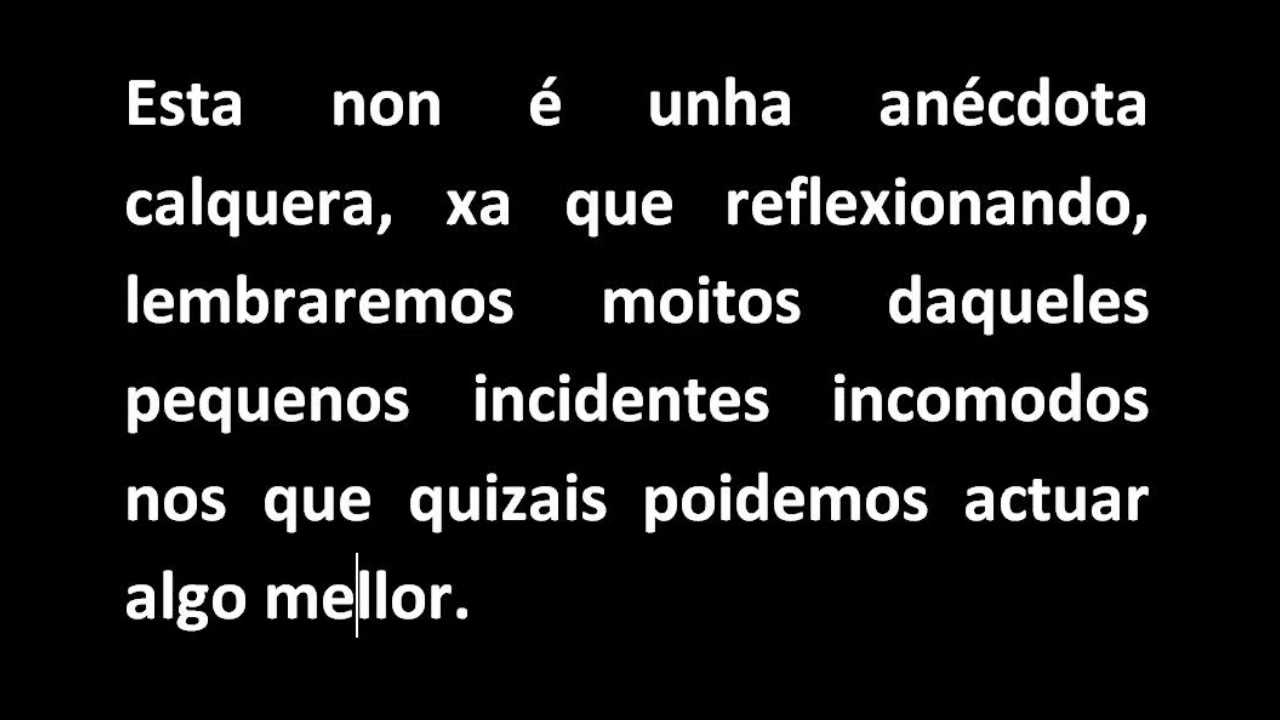 Esta non é unha anécdota
calquera, xa que reflexionando,
lembraremos moitos daqueles
pequenos incidentes incomodos
nos que quizais poidemos actuar
algo mellor.